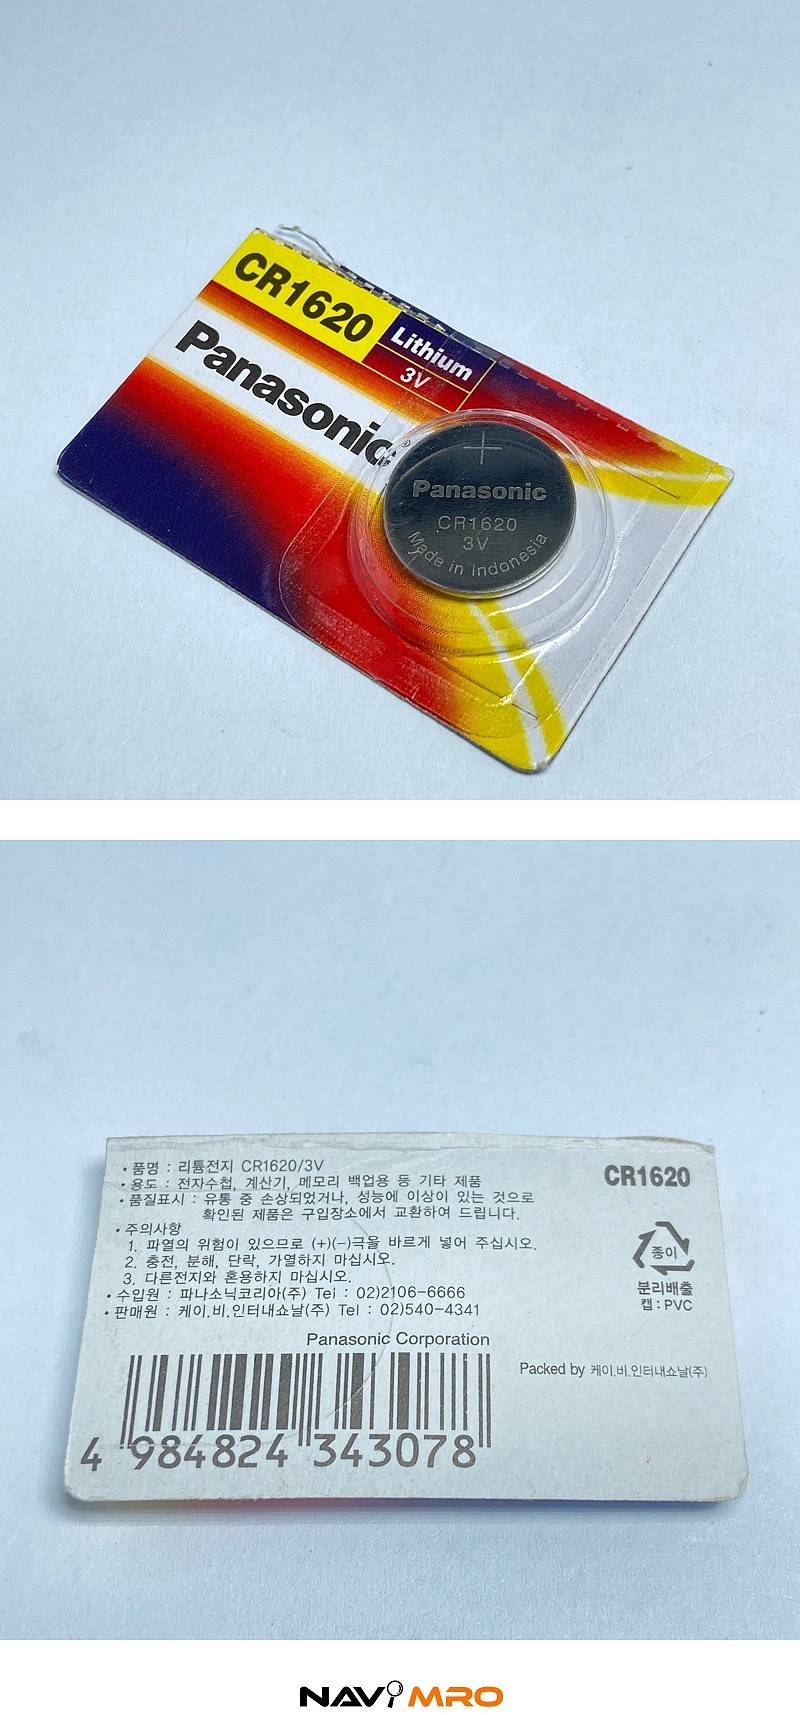 CR1620
Lithium
3V
Panasonic
Panasonic
CR1620
3V
Made in Indonesia
•품명 : 리튬전지 CR1620/3V
•용도 : 전자수첩, 계산기, 메모리 백업용 등 기타 제품
•품질표시 : 유통 중 손상되었거나, 성능에 이상이 있는 것으로
확인된 제품은 구입장소에서 교환하여 드립니다.
•주의사항
1. 파열의 위험이 있으므로 (+)(-)극을 바르게 넣어 주십시오.
2. 충전, 분해, 단락, 가열하지 마십시오.
3. 다른전지와 혼용하지 마십시오.
•수입원 : 파나소닉코리아(주) Tel : 02)2106-6666
•판매원 : 케이.비.인터내쇼날(주) Tel : 02)540-4341
Panasonic Corporation
4 984824 343078
CR1620
종이
분리배출
캡 : PVC
Packed by 케이.비.인터내쇼날(주)
NAVI MRO